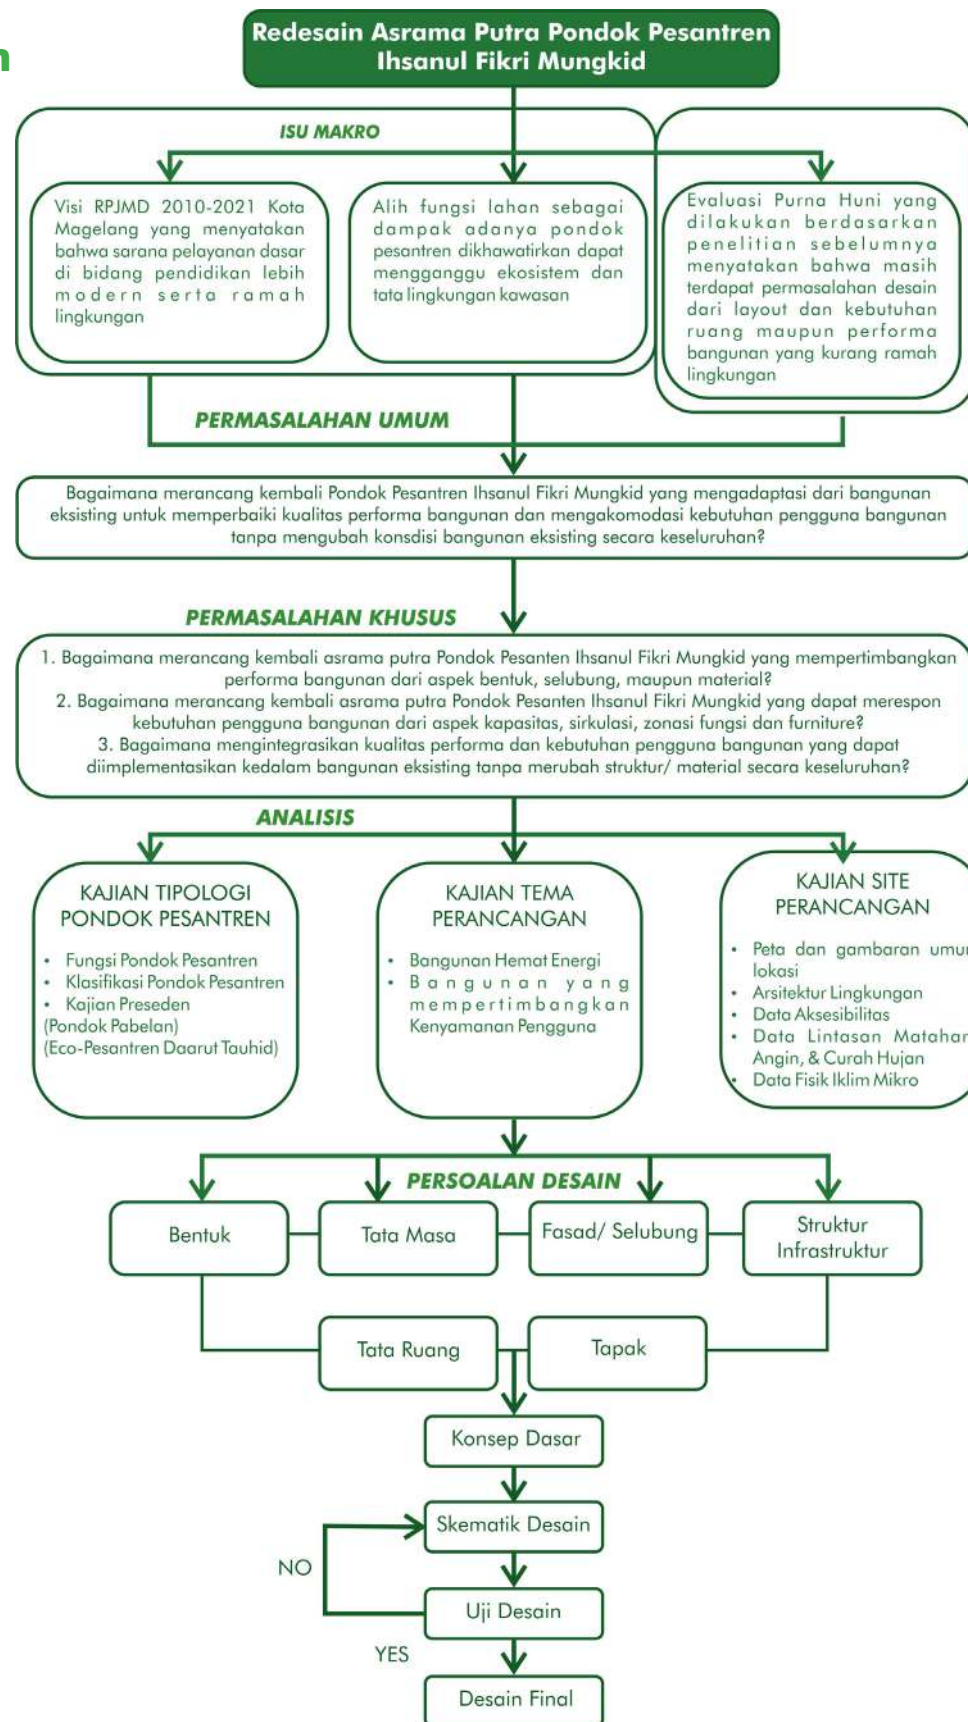 n
Redesain Asrama Putra Pondok Pesantren
Ihsanul Fikri Mungkid
ISU MAKRO
Visi RPJMD 2010-2021 Kota
Magelang yang menyatakan
bahwa sarana pelayanan dasar
di bidang pendidikan lebih
modern serta ramah
lingkungan
Alih fungsi lahan sebagai
dampak adanya pondok
pesantren dikhawatirkan dapat
mengganggu ekosistem dan
tata lingkungan kawasan
Evaluasi Purna Huni yang
dilakukan berdasarkan
penelitian sebelumnya
menyatakan bahwa masih
terdapat permasalahan desain
dari layout dan kebutuhan
ruang maupun performa
bangunan yang kurang ramah
lingkungan
PERMASALAHAN UMUM
Bagaimana merancang kembali Pondok Pesantren Ihsanul Fikri Mungkid yang mengadaptasi dari bangunan
eksisting untuk memperbaiki kualitas performa bangunan dan mengakomodasi kebutuhan pengguna bangunan
tanpa mengubah konsdisi bangunan eksisting secara keseluruhan?
PERMASALAHAN KHUSUS
1. Bagaimana merancang kembali asrama putra Pondok Pesanten Ihsanul Fikri Mungkid yang mempertimbangkan
performa bangunan dari aspek bentuk, selubung, maupun material?
2. Bagaimana merancang kembali asrama putra Pondok Pesanten Ihsanul Fikri Mungkid yang dapat merespon
kebutuhan pengguna bangunan dari aspek kapasitas, sirkulasi, zonasi fungsi dan furniture?
3. Bagaimana mengintegrasikan kualitas performa dan kebutuhan pengguna bangunan yang dapat
diimplementasikan kedalam bangunan eksisting tanpa merubah struktur/ material secara keseluruhan?
ANALISIS
KAJIAN TIPOLOGI
PONDOK PESANTREN
• Fungsi Pondok Pesantren
• Klasifikasi Pondok Pesantren
• Kajian Preseden
(Pondok Pabelan)
(Eco-Pesantren Daarut Tauhid)
KAJIAN TEMA
PERANCANGAN
• Bangunan Hemat Energi
• Bangunan yang
mempertimbangkan
Kenyamanan Pengguna
KAJIAN SITE
PERANCANGAN
• Peta dan gambaran umum
lokasi
• Arsitektur Lingkungan
• Data Aksesibilitas
• Data Lintasan Matahar
Angin, & Curah Hujan
• Data Fisik Iklim Mikro
PERSOALAN DESAIN
Bentuk
Tata Masa
Fasad/ Selubung
Struktur
Infrastruktur
Tata Ruang
Tapak
Konsep Dasar
Skematik Desain
NO
Uji Desain
YES
Desain Final